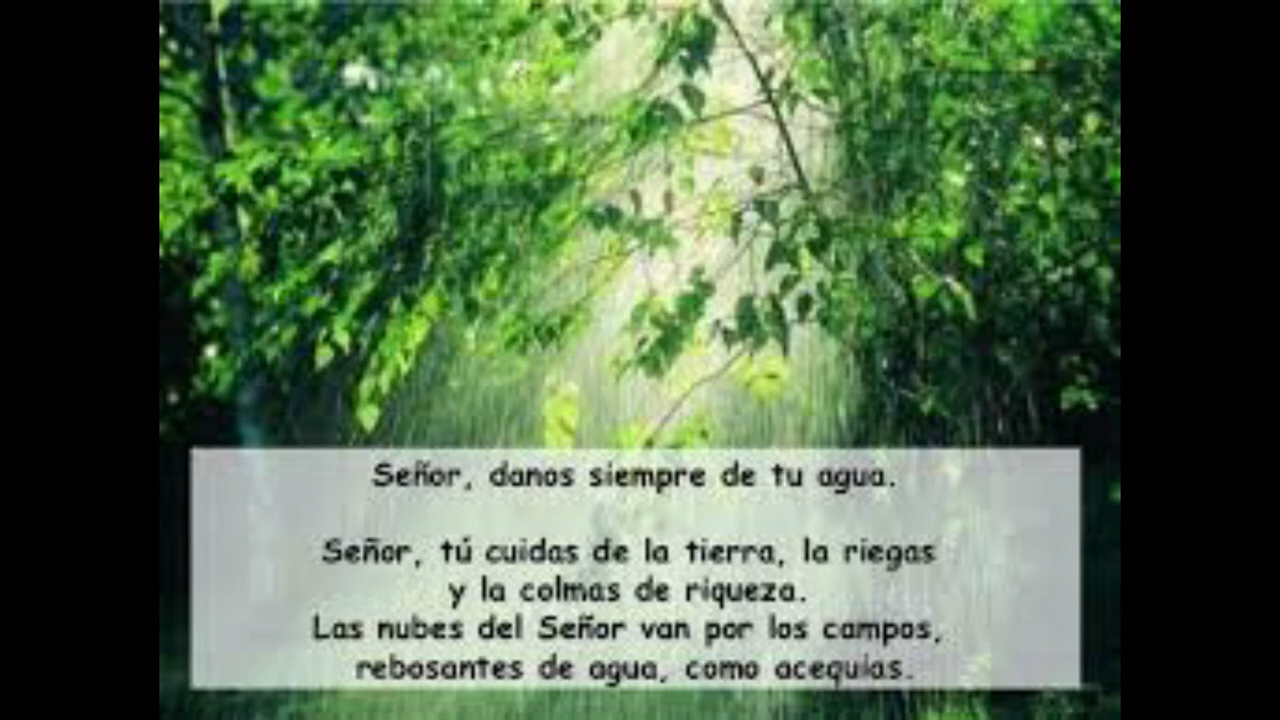 Señor, danos siempre de tu agua.
Señor, tú cuidas de la tierra, la riegas
y la colmas de riqueza.
Las nubes del Señor van por los campos,
rebosantes de agua, como acequias.